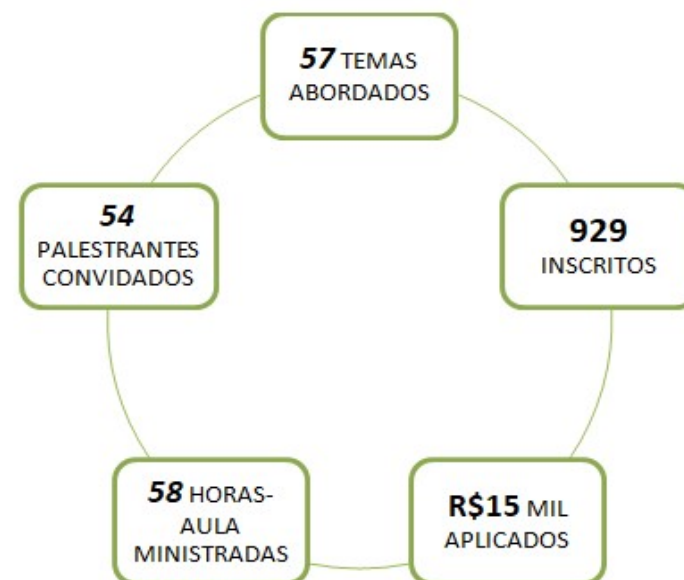 57 TEMAS
ABORDADOS
929
INSCRITOS
R$15 MIL
APLICADOS
58 HORAS-
AULA
MINISTRADAS
54
PALESTRANTES
CONVIDADOS